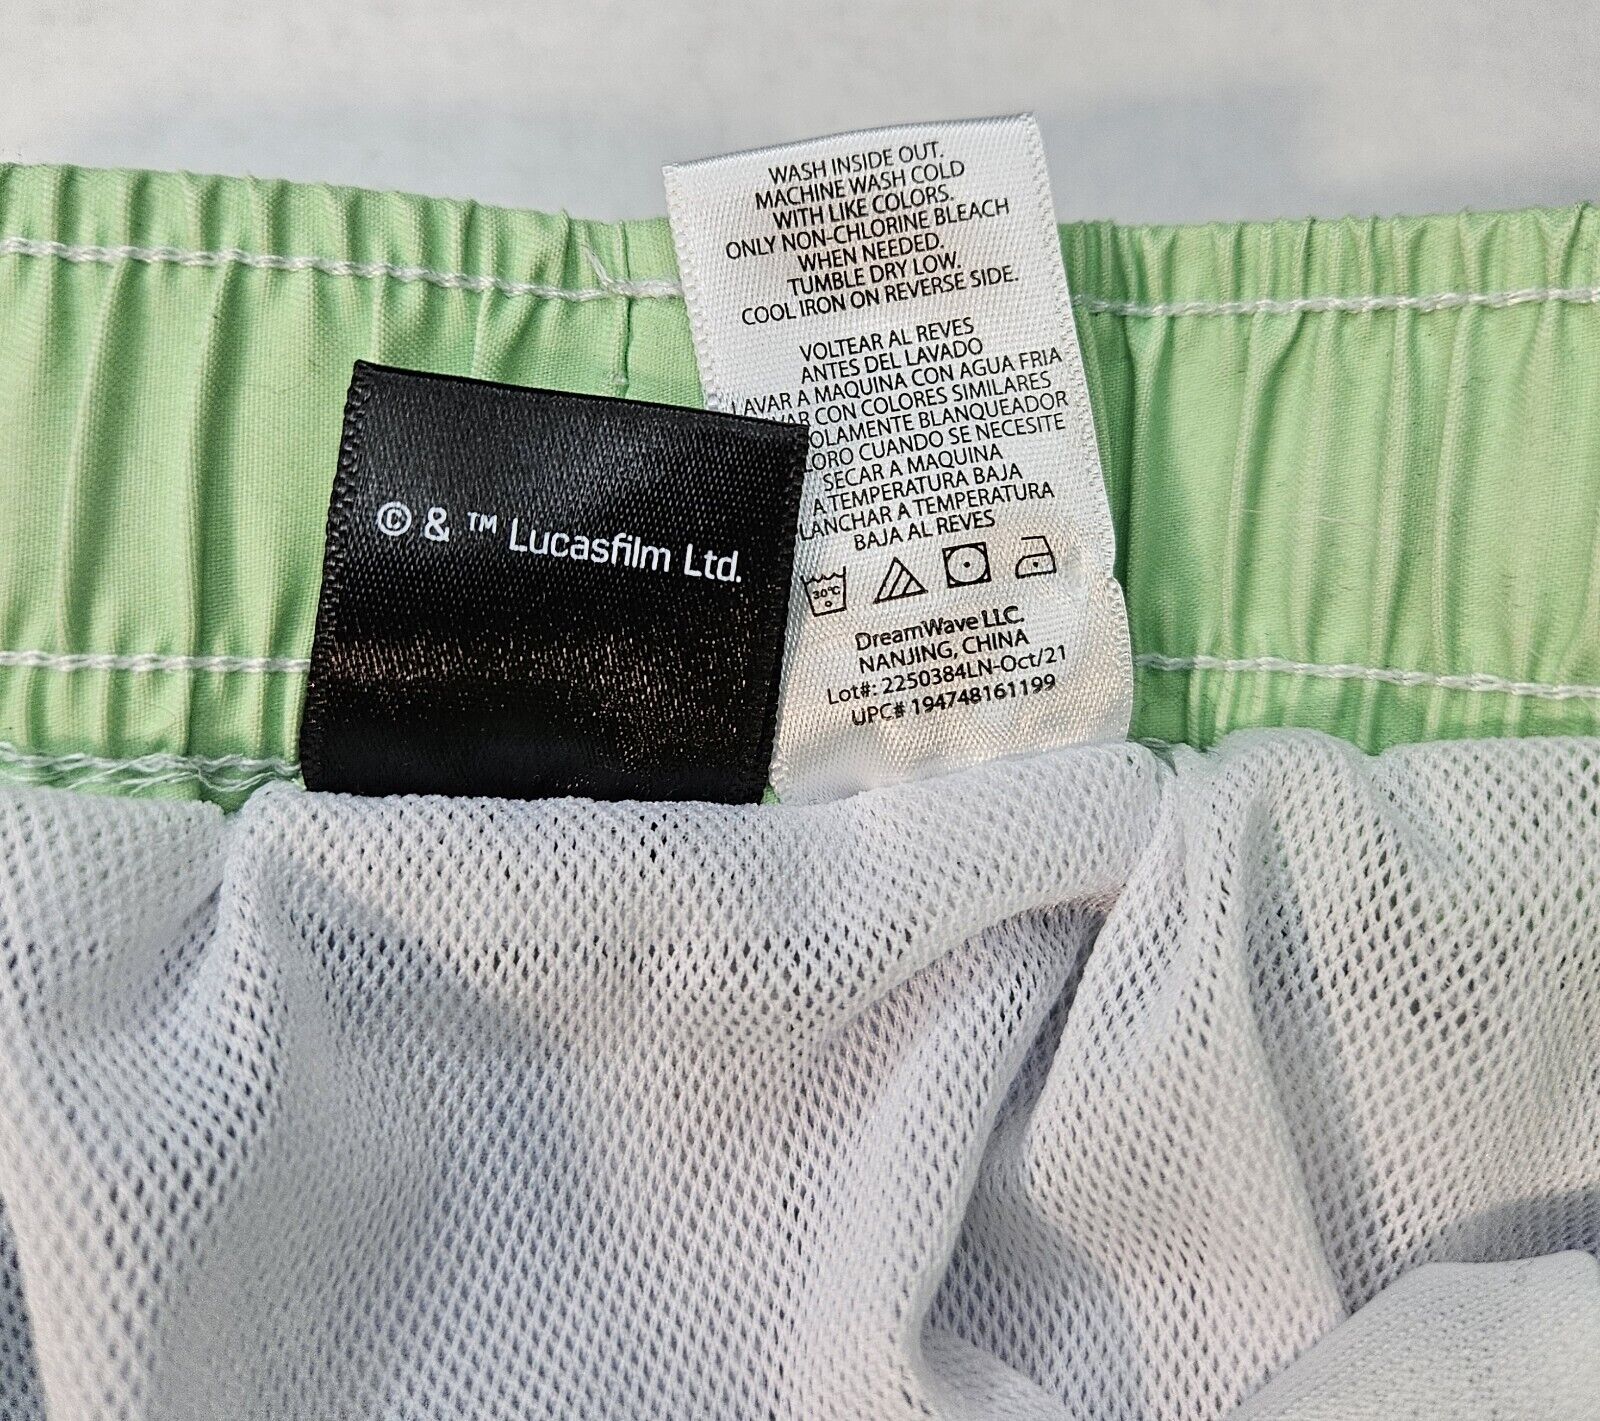 WASH INSIDE OUT.
MACHINE WASH COLD
WITH LIKE COLORS.
ONLY NON-CHLORINE BLEACH
WHEN NEEDED.
TUMBLE DRY LOW.
COOL IRON ON REVERSE SIDE.
VOLTEAR AL REVES
ANTES DEL LAVADO
LAVAR A MAQUINA CON AGUA FRIA
CON COLORES SIMILARES
BLANQUEADOR
CUANDO SE NECESITE
SECAR A MAQUINA
A TEMPERATURA BAJA
A TEMPERATURA
BAJA AL REVES
30°C
DreamWave LLC.
NANJING, CHINA
Lot#: 2250384LN-Oct/21
UPC# 194748161199
© & ™ Lucasfilm Ltd.